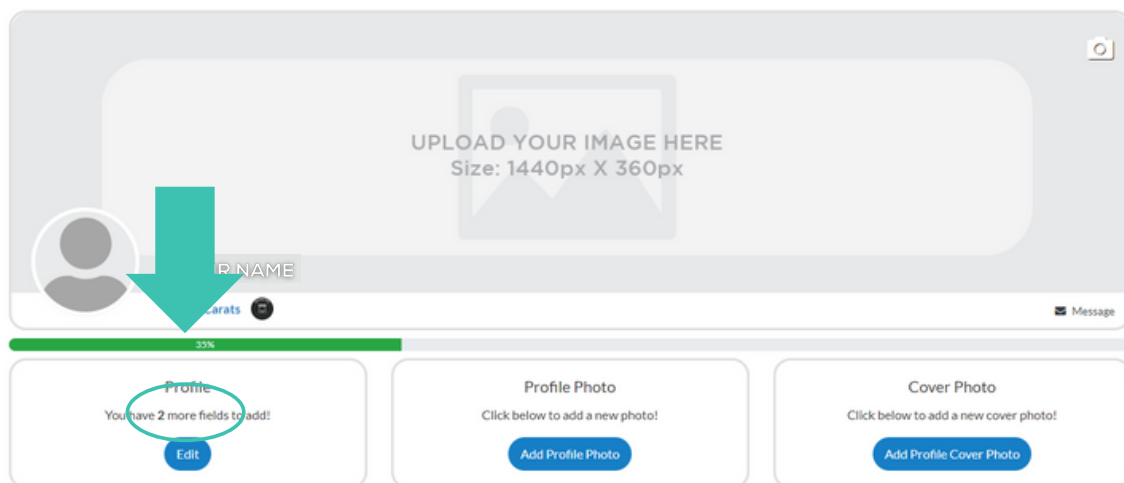 UPLOAD YOUR IMAGE HERE
Size: 1440px X 360px
NAME
Message
35%
Profile
You have 2 more fields to add!
Edit
Profile Photo
Click below to add a new photo!
Add Profile Photo
Cover Photo
Click below to add a new cover photo!
Add Profile Cover Photo